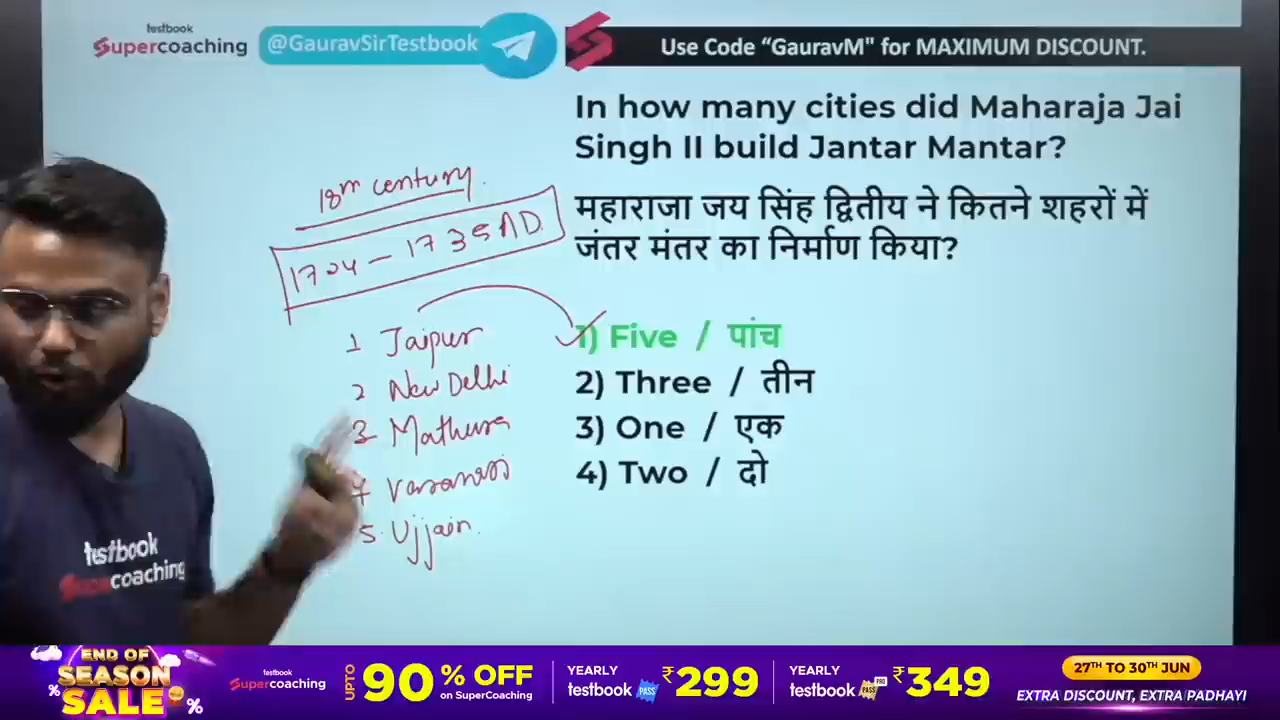 testbook
Supercoaching
@GauravSirTestbook
Use Code “GauravM" for MAXIMUM DISCOUNT.
In how many cities did Maharaja Jai
Singh II build Jantar Mantar?
महाराजा जय सिंह द्वितीय ने कितने शहरों में
जंतर मंतर का निर्माण किया?
18th century
1724 - 1735 AD
1 Jaipur
2 New Delhi
3 Mathura
4 Varanasi
5. Ujjain
1) Five / पांच
2) Three / तीन
3) One / एक
4) Two / दो
testbook
Supercoaching
END OF
SEASON
SALE
testbook
Supercoaching
UPTO 90% OFF
on SuperCoaching
YEARLY
testbook PASS ₹299
YEARLY
testbook PASS PRO ₹349
27TH TO 30TH JUN
EXTRA DISCOUNT, EXTRA PADHAYI